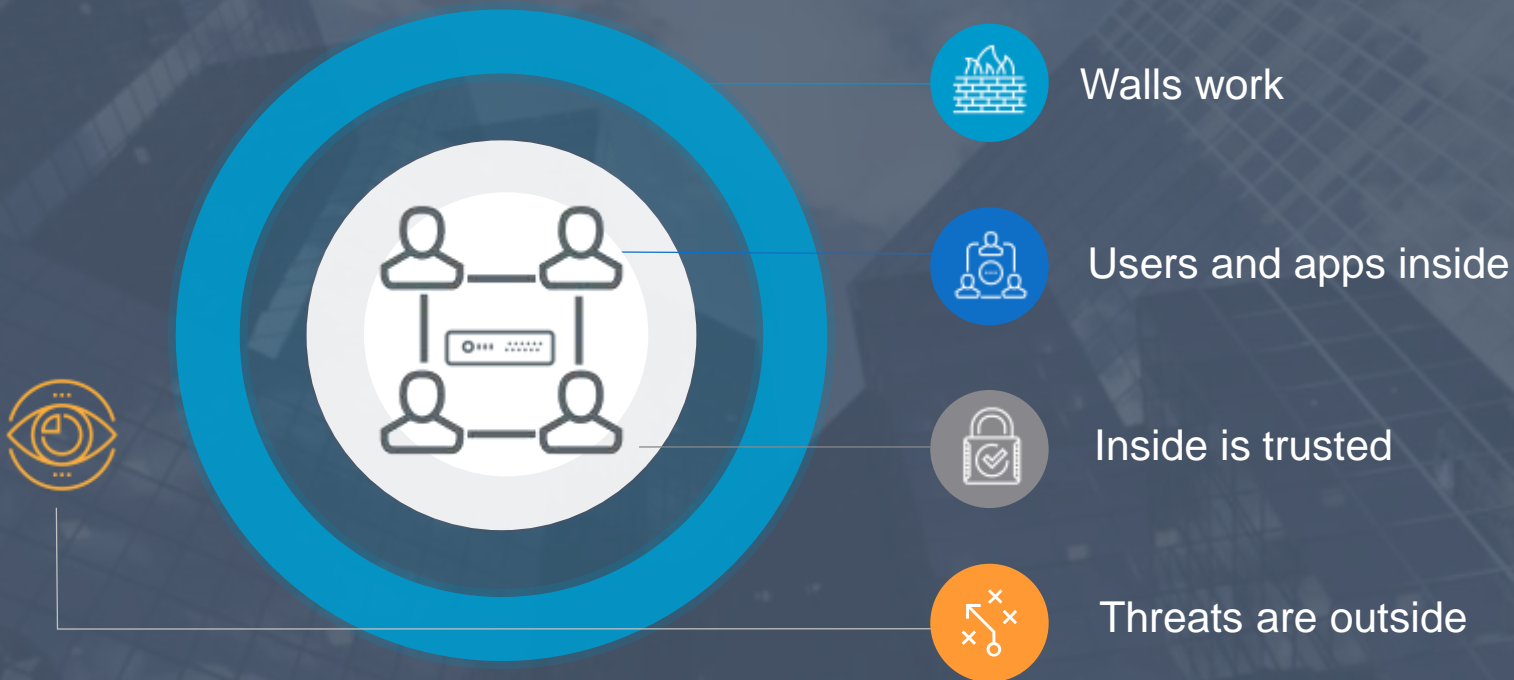 Walls work
Users and apps inside
Inside is trusted
Threats are outside